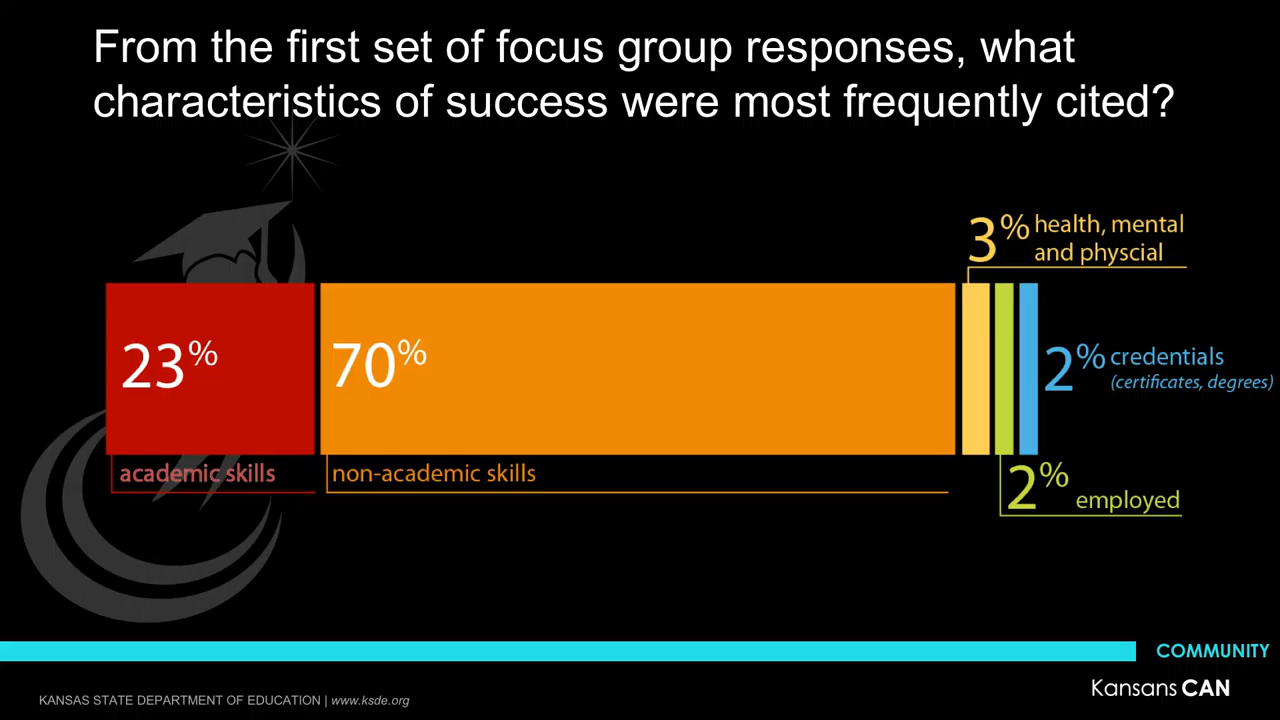 From the first set of focus group responses, what
characteristics of success were most frequently cited?
3% health, mental
and physcial
23%
70%
2% credentials
(certificates, degrees)
academic skills
non-academic skills
2% employed
COMMUNITY
KansansCAN
KANSAS STATE DEPARTMENT OF EDUCATION | www.ksde.org